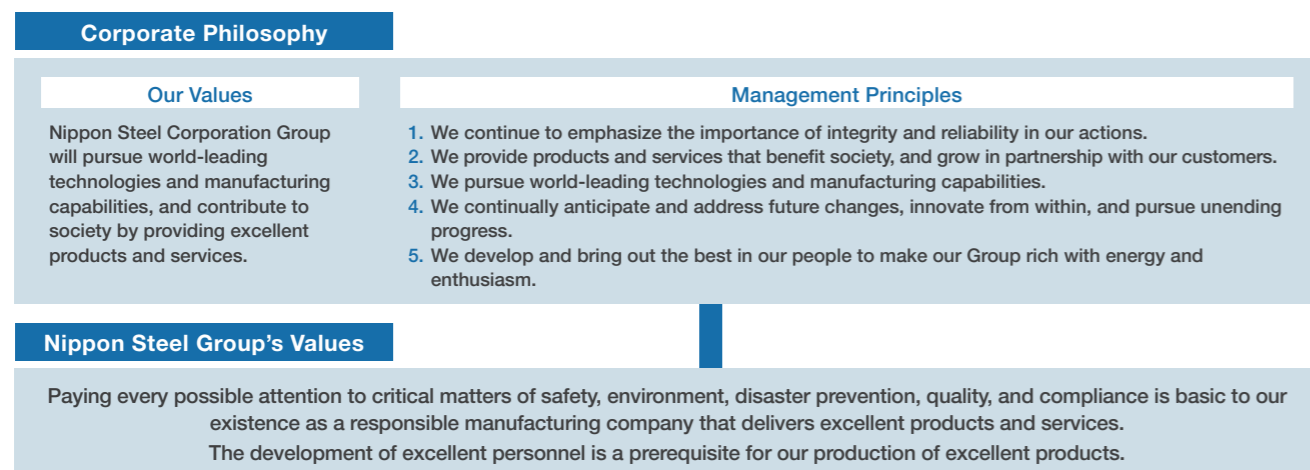 Corporate Philosophy
Our Values
Nippon Steel Corporation Group
will pursue world-leading
technologies and manufacturing
capabilities, and contribute to
society by providing excellent
products and services.
Management Principles
1. We continue to emphasize the importance of integrity and reliability in our actions.
2. We provide products and services that benefit society, and grow in partnership with our customers.
3. We pursue world-leading technologies and manufacturing capabilities.
4. We continually anticipate and address future changes, innovate from within, and pursue unending
progress.
5. We develop and bring out the best in our people to make our Group rich with energy and
enthusiasm.
Nippon Steel Group's Values
Paying every possible attention to critical matters of safety, environment, disaster prevention, quality, and compliance is basic to our
existence as a responsible manufacturing company that delivers excellent products and services.
The development of excellent personnel is a prerequisite for our production of excellent products.